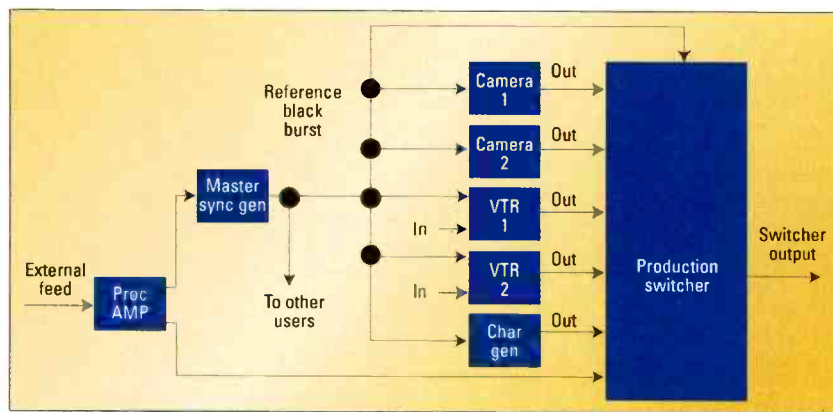 Reference
black
burst
Camera
1
Out
Camera
2
Out
Master
sync gen
VTR
1
Out
In
VTR
2
Out
In
External
feed
Proc
AMP
To other
users
Char
gen
Out
Production
switcher
Switcher
output